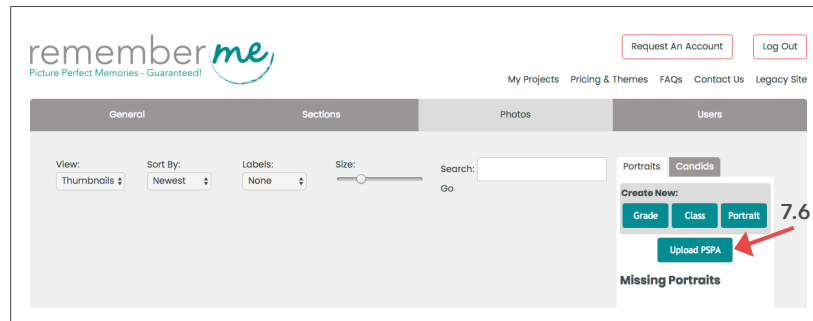 remember me
Picture Perfect Memories - Guaranteed!
Request An Account
Log Out
My Projects Pricing & Themes FAQs Contact Us Legacy Site
General Sections Photos Users
View: Sort By: Labels: Size: Search:
Thumbnails Newest None
Go
Portraits Candids
Create New:
Grade Class Portrait
7.6
Upload PSPA
Missing Portraits